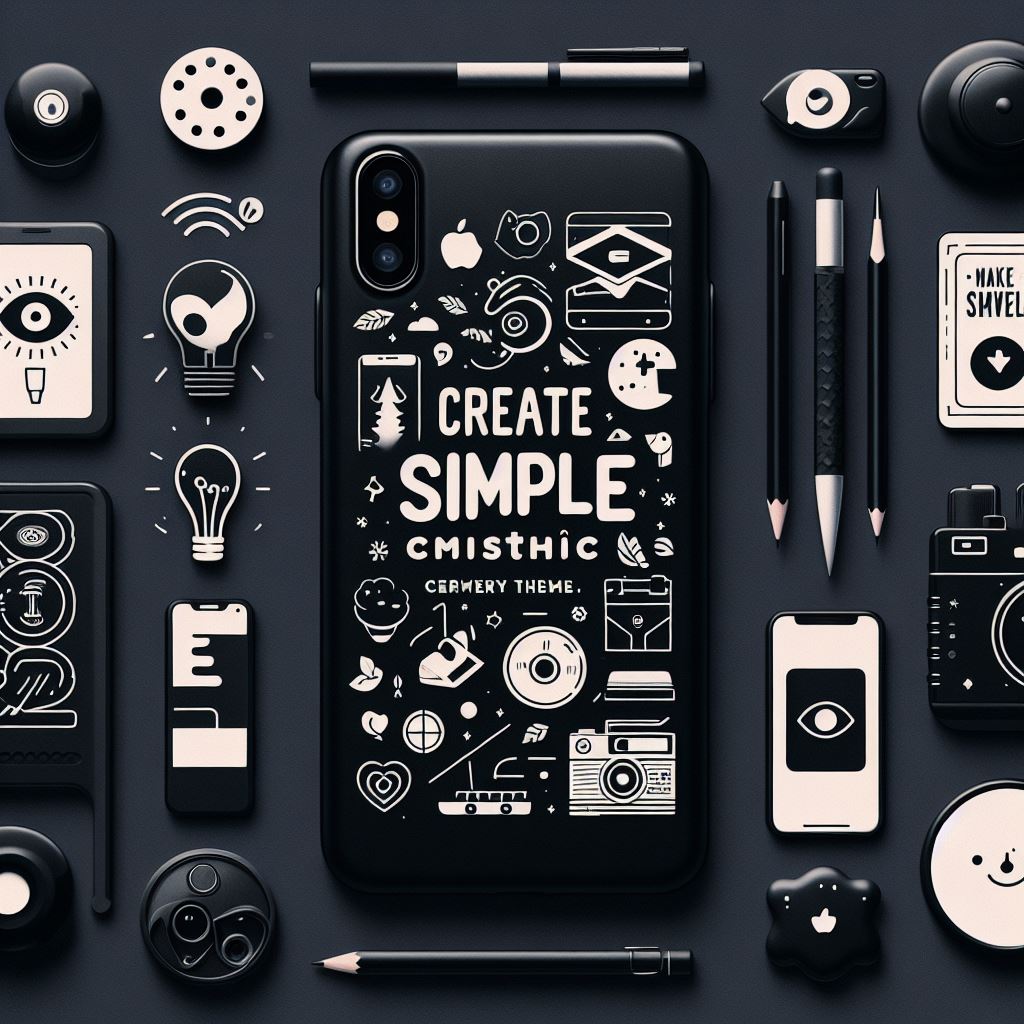 CREATE
SIMPLE
CMISTHIC
CERWERY THEME.
·MAKE
SMVEL